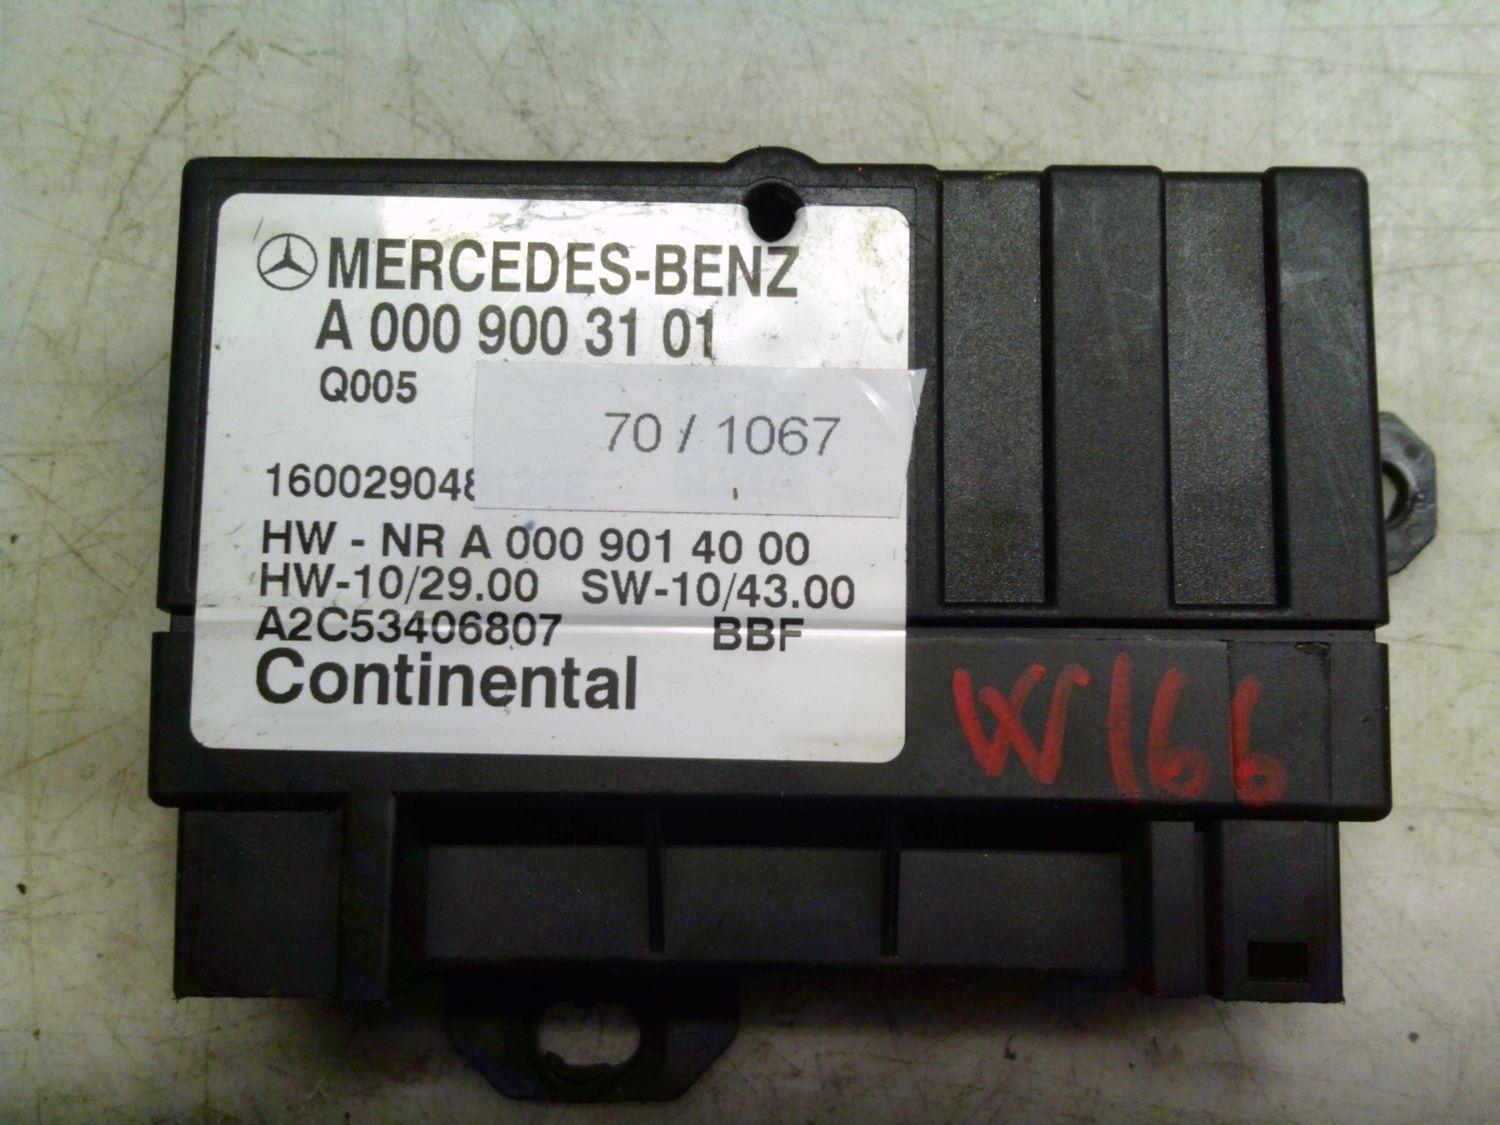 MERCEDES-BENZ
A 000 900 31 01
Q005
70 / 1067
16002904
HW - NR A 000 901 40 00
HW-10/29.00 SW-10/43.00
A2C53406807 BBF
Continental
W166